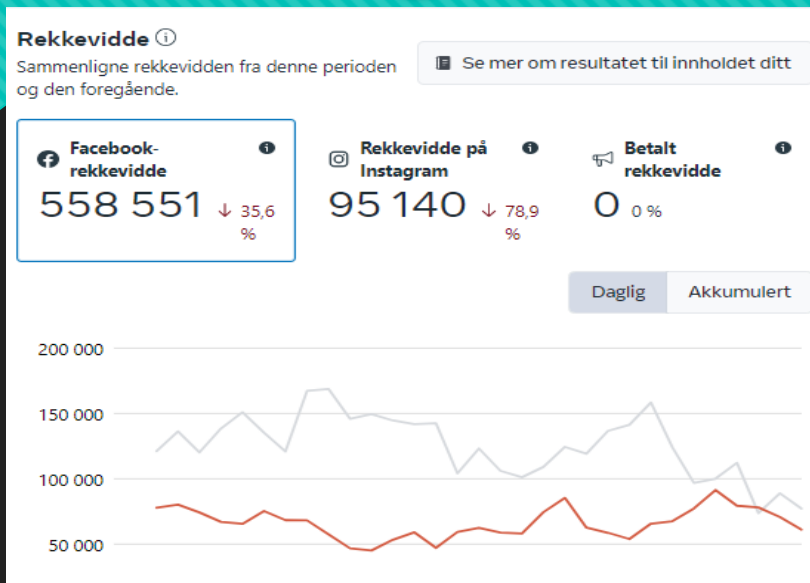 Rekkevidde
Sammenligne rekkevidden fra denne perioden
og den foregående.
Se mer om resultatet til innholdet ditt
Facebook-
rekkevidde
558 551 ↓ 35,6
%
Rekkevidde på
Instagram
95 140 ↓ 78,9
%
Betalt
rekkevidde
0 0 %
Daglig Akkumulert
200 000
150 000
100 000
50 000